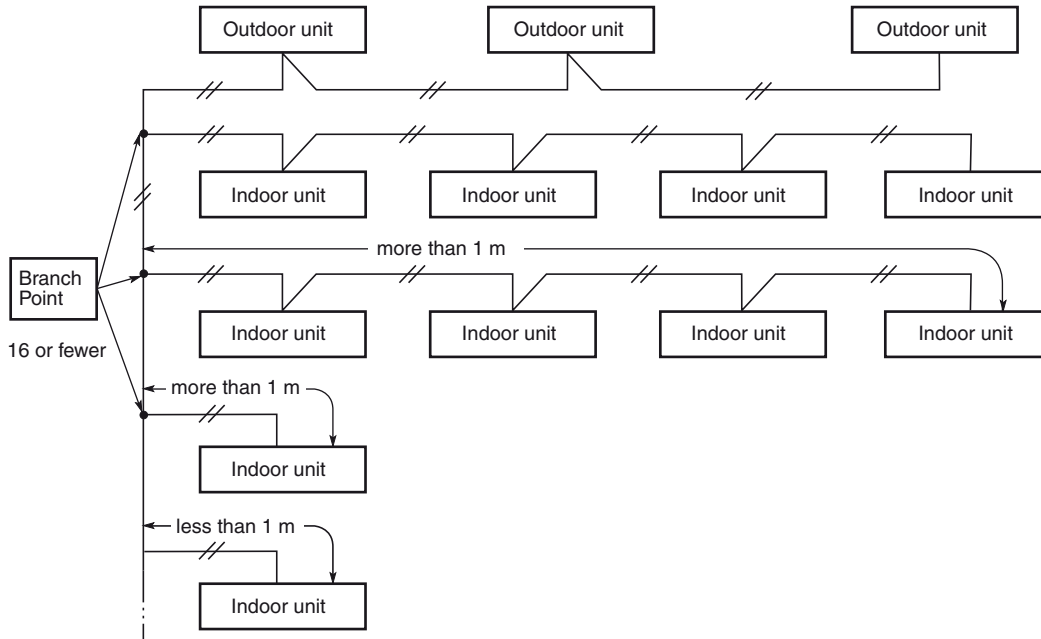 Outdoor unit Outdoor unit Outdoor unit
Indoor unit Indoor unit Indoor unit Indoor unit
more than 1 m
Branch
Point
16 or fewer
Indoor unit Indoor unit Indoor unit Indoor unit
more than 1 m
Indoor unit
less than 1 m
Indoor unit